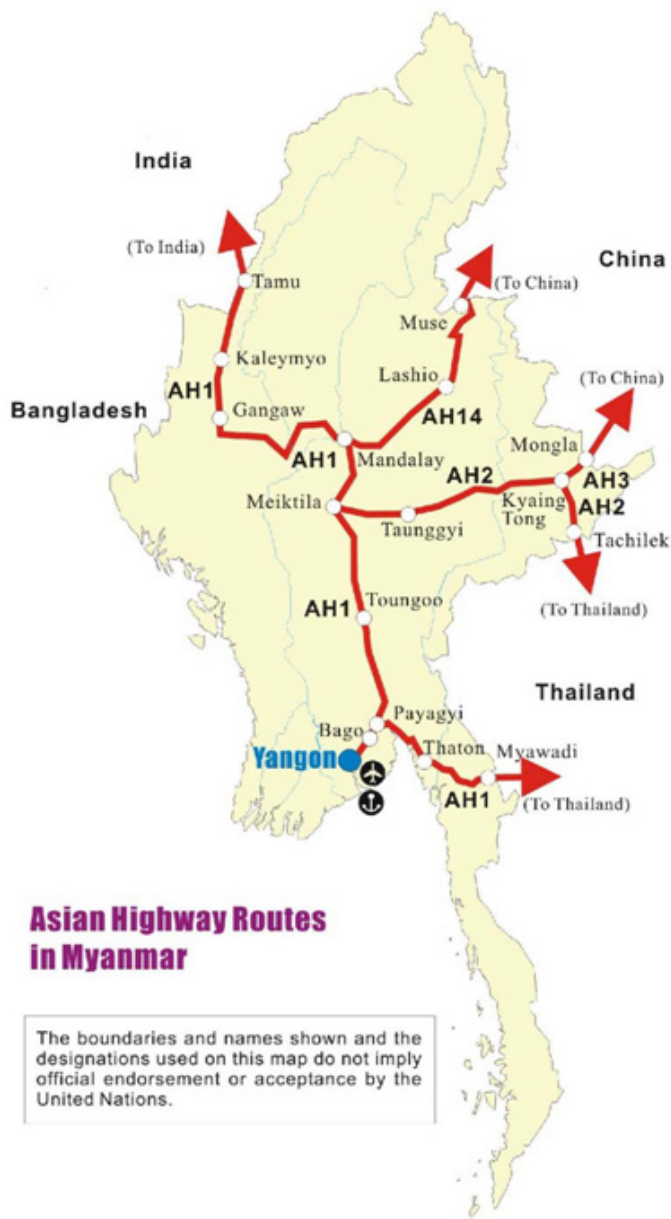 India
(To India)
China
(To China)
Tamu
Muse
Kaleymyo
Lashio
(To China)
AH1
Bangladesh
Gangaw
AH14
Mongla
AH1
Mandalay
AH2
AH3
Meiktila
Kyaing
Tong
AH2
Taunggyi
Tachilek
AH1
Toungoo
(To Thailand)
Thailand
Payagyi
Bago
Yangon
Thaton
Myawadi
AH1
(To Thailand)
Asian Highway Routes
in Myanmar
The boundaries and names shown and the
designations used on this map do not imply
official endorsement or acceptance by the
United Nations.